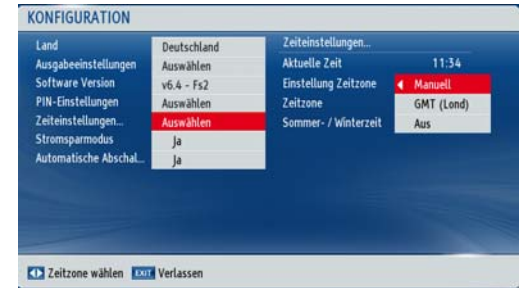 KONFIGURATION
Land Deutschland
Ausgabeeinstellungen Auswählen
Software Version v6.4 - Fs2
PIN-Einstellungen Auswählen
Zeiteinstellungen... Auswählen
Stromsparmodus Ja
Automatische Abschal... Ja
Zeiteinstellungen...
Aktuelle Zeit 11:34
Einstellung Zeitzone Manuell
Zeitzone GMT (Lond)
Sommer- / Winterzeit Aus
Zeitzone wählen EXIT Verlassen